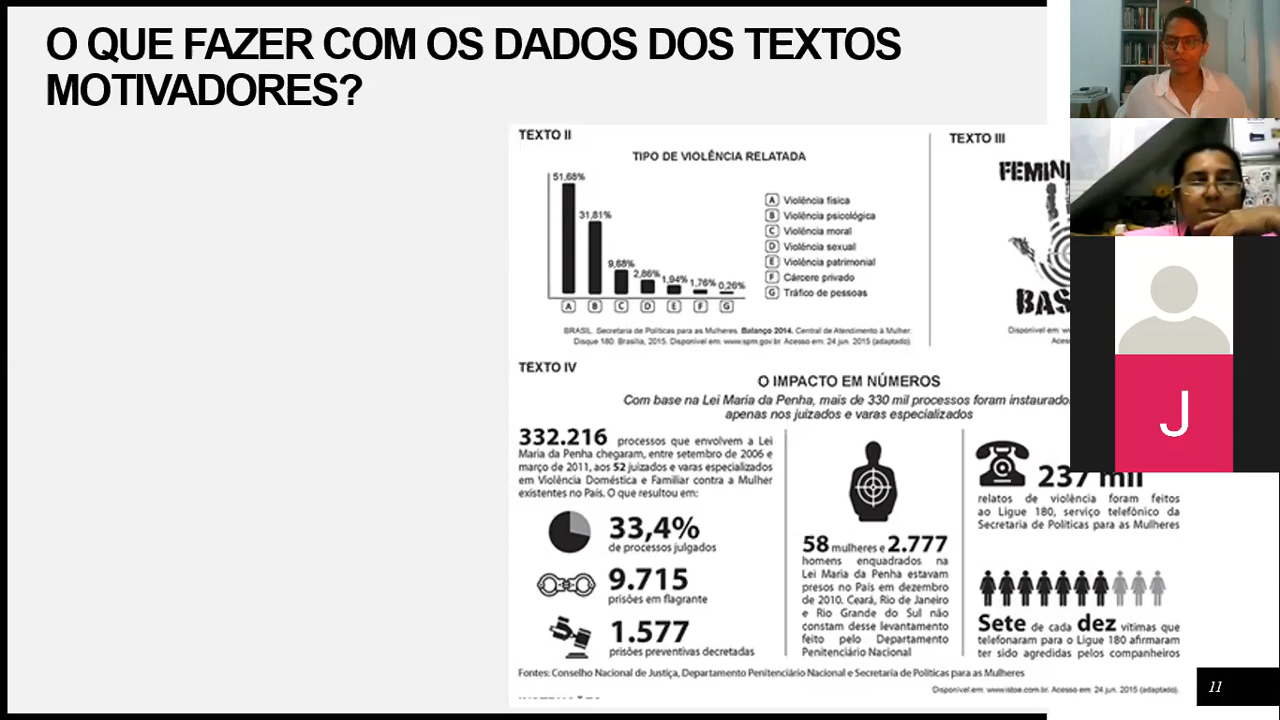 O QUE FAZER COM OS DADOS DOS TEXTOS
MOTIVADORES?
TEXTO II
TIPO DE VIOLÊNCIA RELATADA
51,68%
31,81%
9,68%
2,86%
1,94%
1,76%
0,26%
A B C D E F G
A Violência física
B Violência psicológica
C Violência moral
D Violência sexual
E Violência patrimonial
F Cárcere privado
G Tráfico de pessoas
BRASIL. Secretaria de Políticas para as Mulheres. Balanço 2014. Central de Atendimento à Mulher:
Disque 180. Brasília, 2015. Disponível em: www.spm.gov.br. Acesso em: 24 jun. 2015 (adaptado).
TEXTO III
FEMIN
BAS
Disponível em:
TEXTO IV
O IMPACTO EM NÚMEROS
Com base na Lei Maria da Penha, mais de 330 mil processos foram instaurado
apenas nos juizados e varas especializados
332.216 processos que envolvem a Lei
Maria da Penha chegaram, entre setembro de 2006 e
março de 2011, aos 52 juizados e varas especializados
em Violência Doméstica e Familiar contra a Mulher
existentes no País. O que resultou em:
33,4%
de processos julgados
9.715
prisões em flagrante
1.577
prisões preventivas decretadas
58 mulheres e 2.777
homens enquadrados na
Lei Maria da Penha estavam
presos no País em dezembro
de 2010. Ceará, Rio de Janeiro
e Rio Grande do Sul não
constam desse levantamento
feito pelo Departamento
Penitenciário Nacional
237 mil
relatos de violência foram feitos
ao Ligue 180, serviço telefônico da
Secretaria de Políticas para as Mulheres
Sete de cada dez vítimas que
telefonaram para o Ligue 180 afirmaram
ter sido agredidas pelos companheiros
Fontes: Conselho Nacional de Justiça, Departamento Penitenciário Nacional e Secretaria de Políticas para as Mulheres
Disponível em: www.istoe.com.br. Acesso em: 24 jun. 2015 (adaptado).
J
11